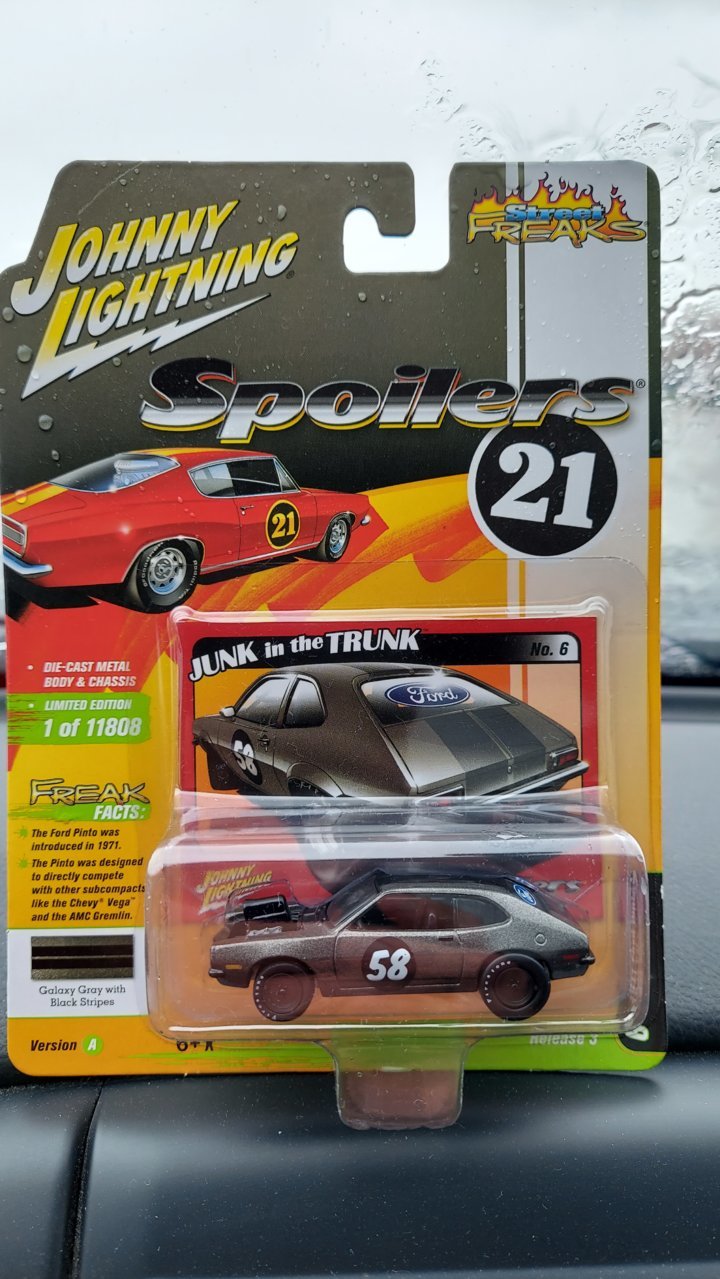 Street
FREAKS
JOHNNY
LIGHTNING
Spoilers®
21
21
JUNK in the TRUNK™
No. 6
Ford
58
• DIE-CAST METAL
BODY & CHASSIS
• LIMITED EDITION
1 of 11808
FREAK
FACTS:
The Ford Pinto was
introduced in 1971.
The Pinto was designed
to directly compete
with other subcompacts
like the Chevy® Vega™
and the AMC Gremlin.
JOHNNY
LIGHTNING
58
Galaxy Gray with
Black Stripes
Version A
Release 3